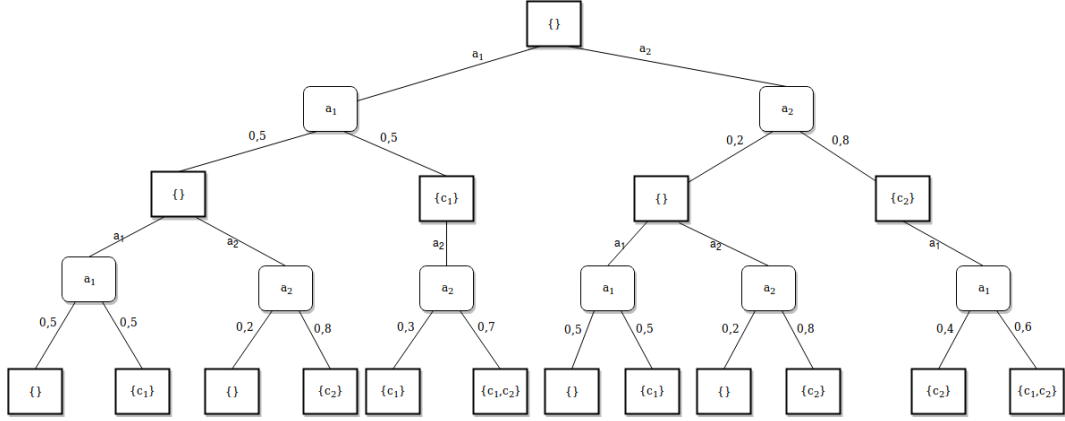 {}
a₁ a₂
a₁ a₂
0,5 0,5 0,2 0,8
{} {c₁} {} {c₂}
a₁ a₂ a₂ a₁ a₂ a₁
a₁ a₂ a₂ a₁ a₂ a₁
0,5 0,5 0,2 0,8 0,3 0,7 0,5 0,5 0,2 0,8 0,4 0,6
{} {c₁} {} {c₂} {c₁} {c₁,c₂} {} {c₁} {} {c₂} {c₂} {c₁,c₂}